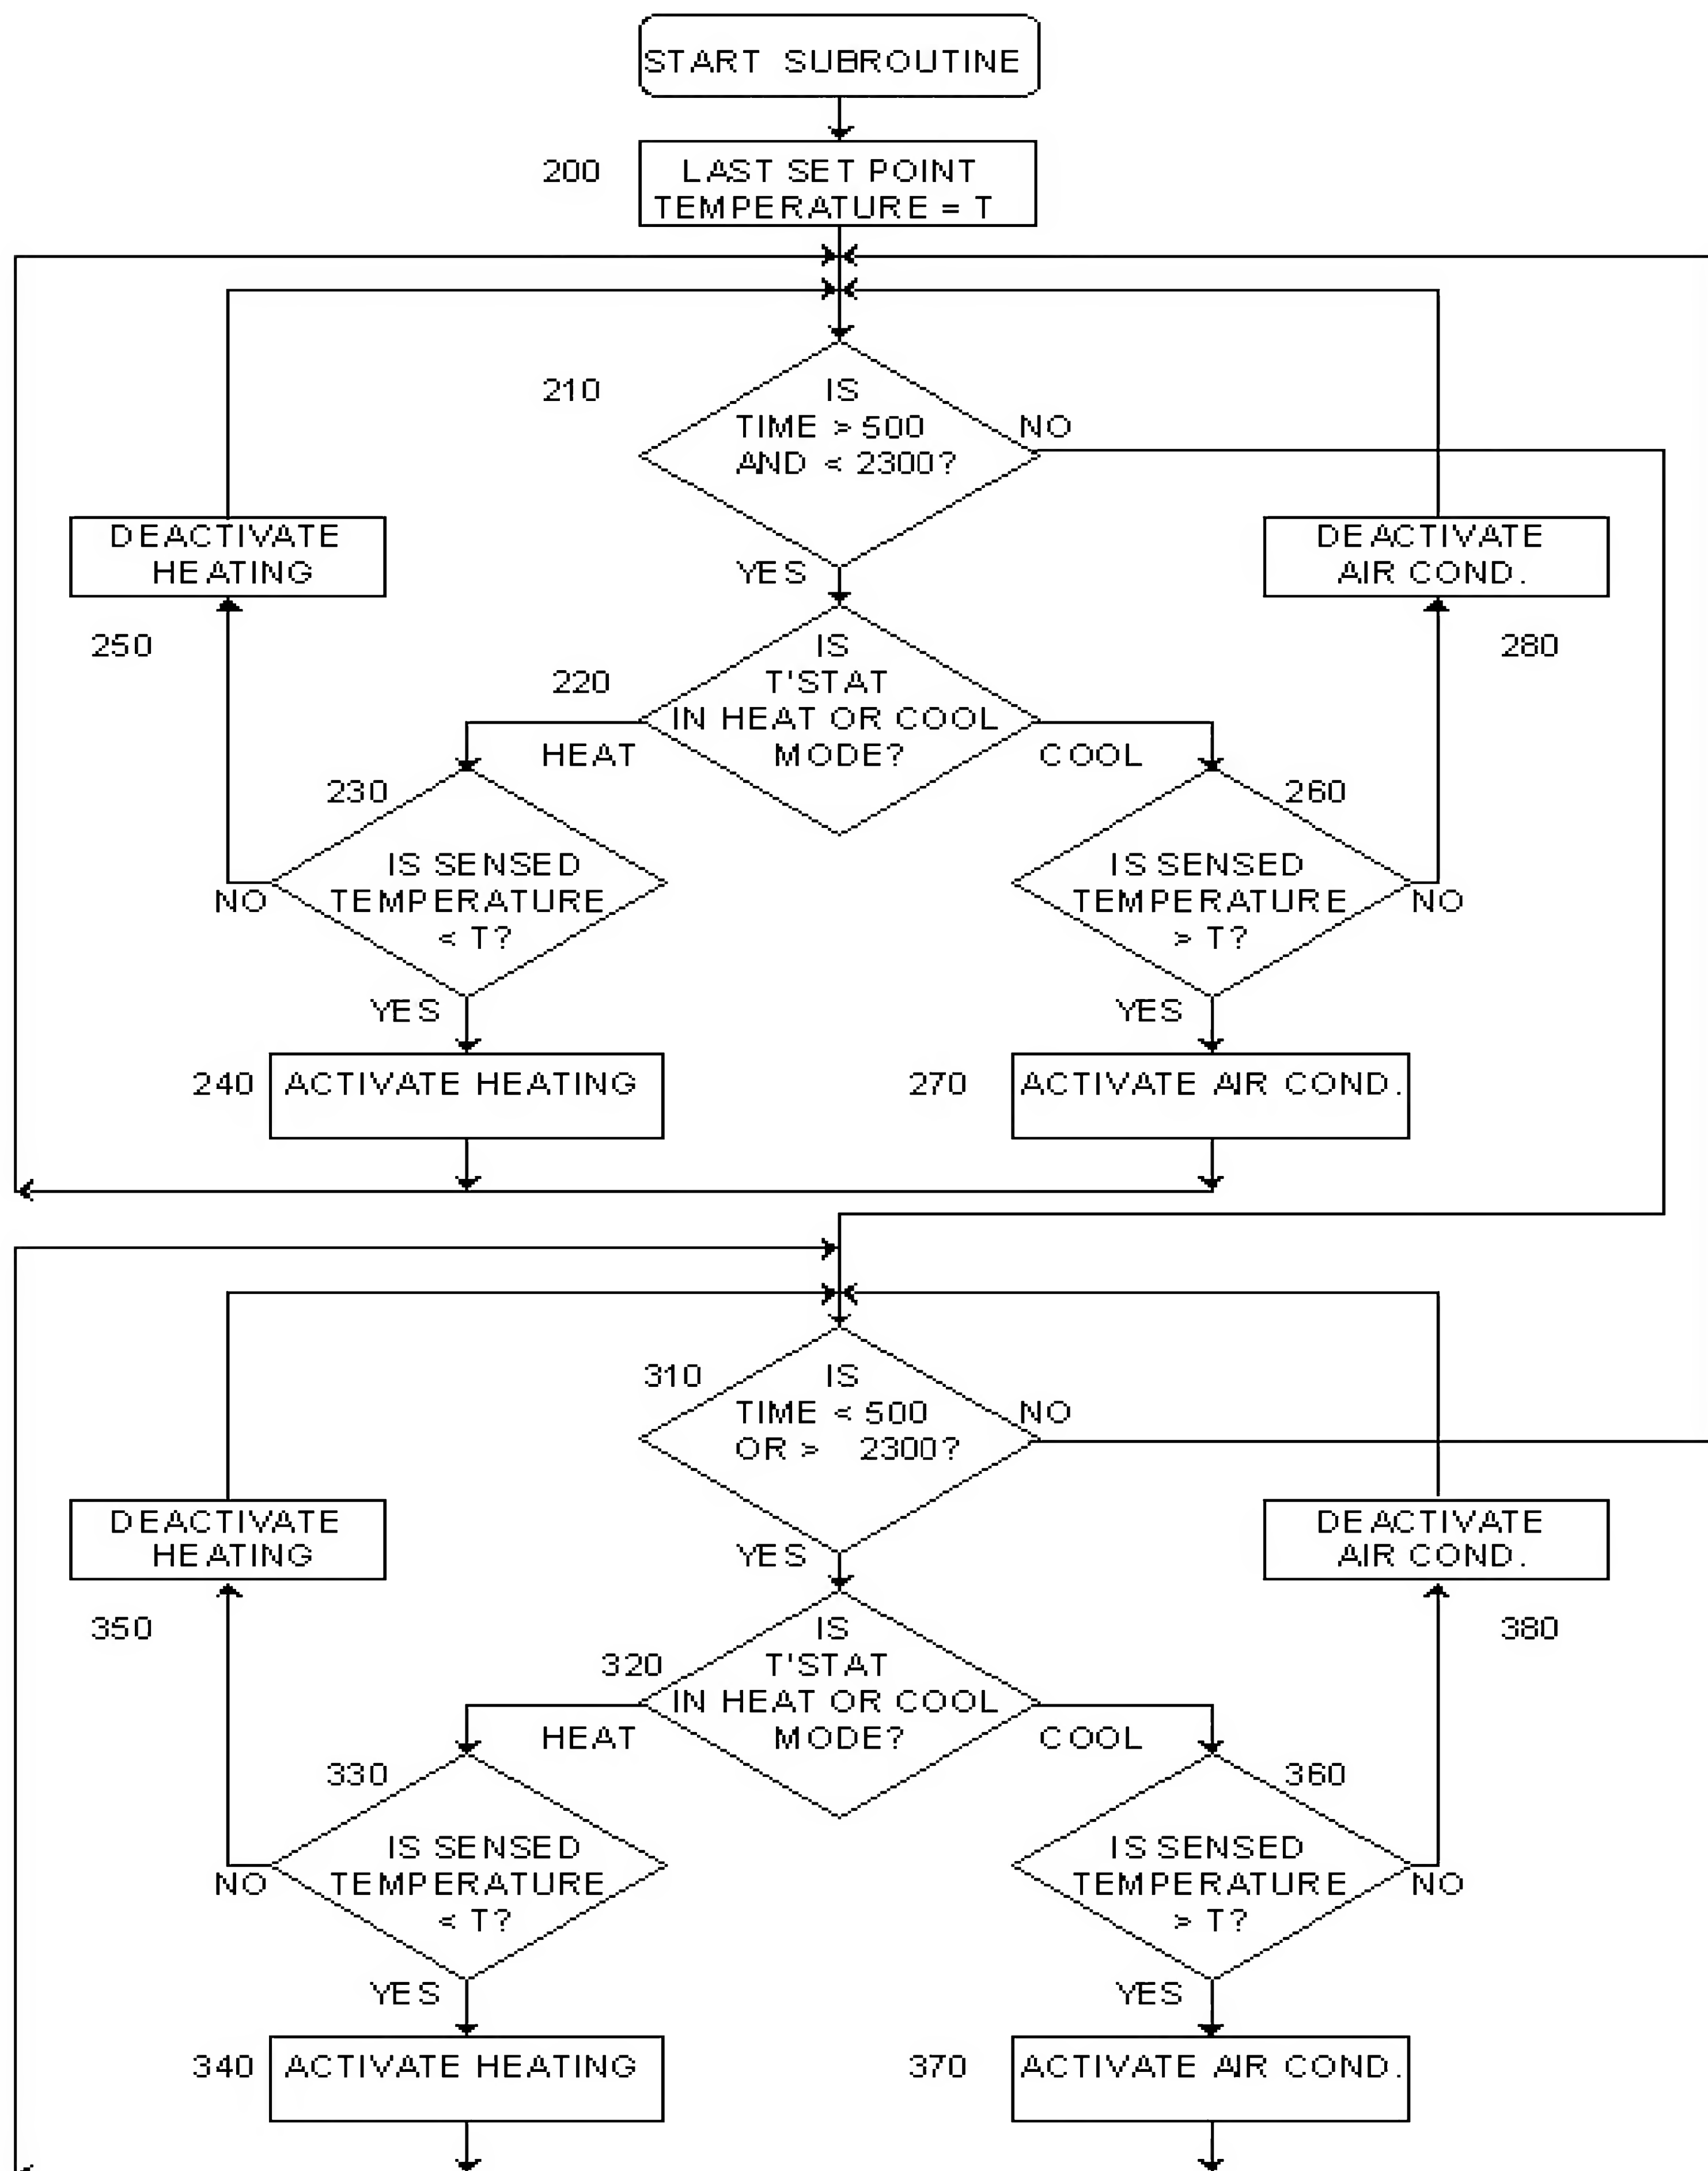 START SUBROUTINE
200
LAST SET POINT
TEMPERATURE = T
210
IS
TIME > 500
AND < 2300?
NO
YES
DEACTIVATE
HEATING
250
DEACTIVATE
AIR COND.
280
220
IS
T'STAT
IN HEAT OR COOL
MODE?
HEAT
COOL
230
IS SENSED
TEMPERATURE
< T?
NO
YES
260
IS SENSED
TEMPERATURE
> T?
NO
YES
240
ACTIVATE HEATING
270
ACTIVATE AIR COND.
310
IS
TIME < 500
OR > 2300?
NO
YES
DEACTIVATE
HEATING
350
DEACTIVATE
AIR COND.
380
320
IS
T'STAT
IN HEAT OR COOL
MODE?
HEAT
COOL
330
IS SENSED
TEMPERATURE
< T?
NO
YES
360
IS SENSED
TEMPERATURE
> T?
NO
YES
340
ACTIVATE HEATING
370
ACTIVATE AIR COND.